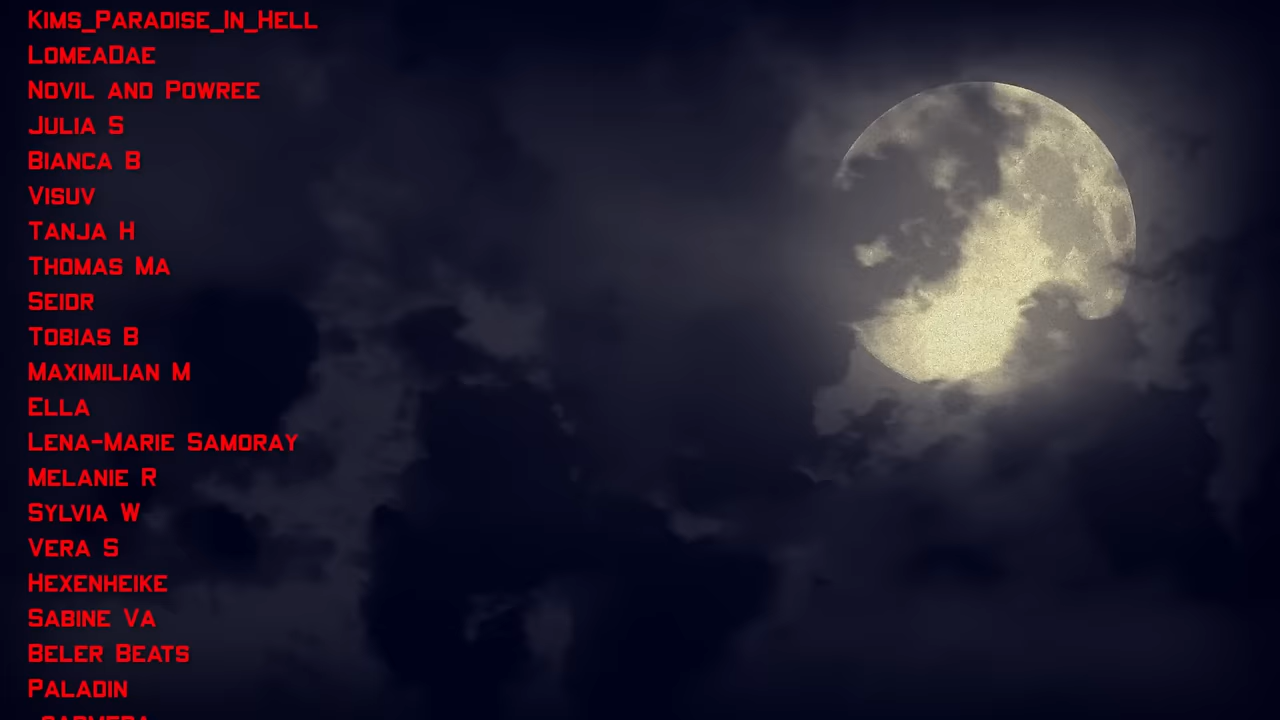 Kims_Paradise_In_Hell
LomeaDae
Novil and Powree
Julia S
Bianca B
Visuv
Tanja H
Thomas Ma
Seidr
Tobias B
Maximilian M
Ella
Lena-Marie Samoray
Melanie R
Sylvia W
Vera S
Hexenheike
Sabine Va
Beler Beats
Paladin